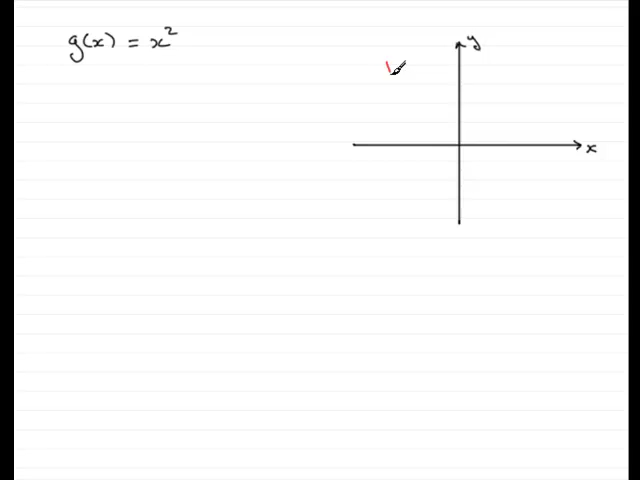 g(x) = x²
y
x